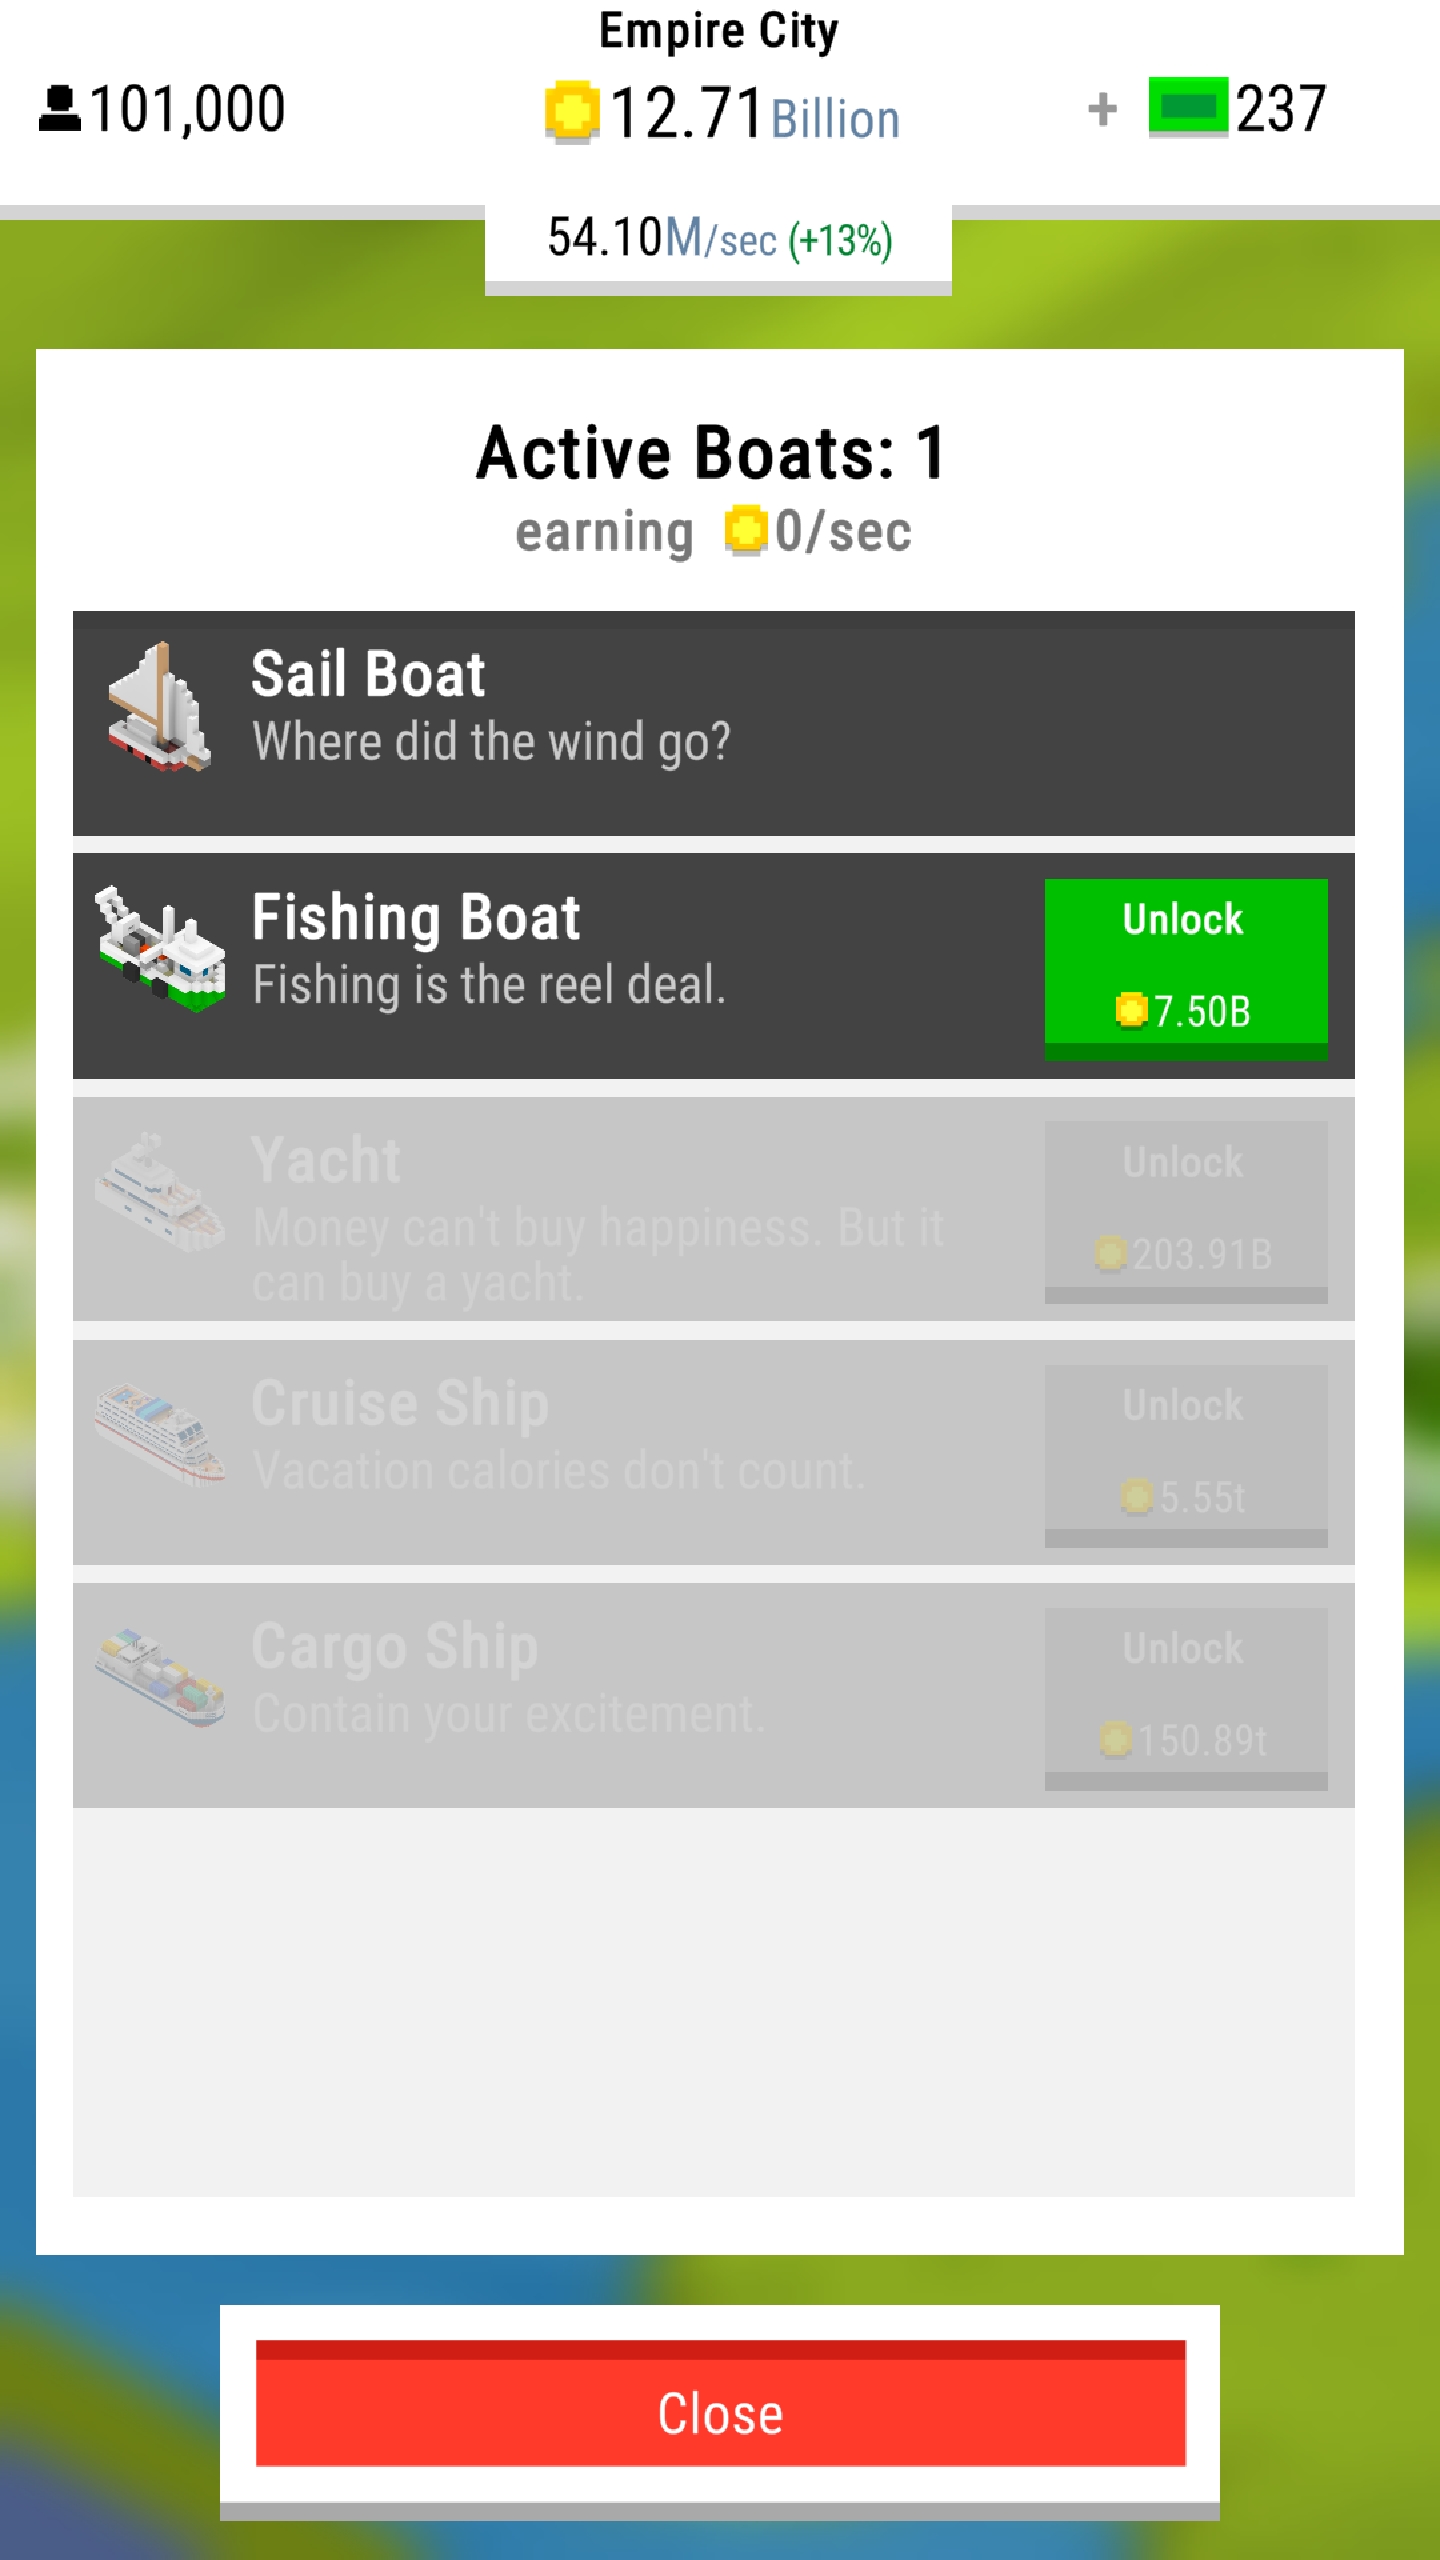 Empire City
101,000
12.71 Billion
+ 237
54.10M/sec (+13%)
Active Boats: 1
earning 0/sec
Sail Boat
Where did the wind go?
Fishing Boat
Fishing is the reel deal.
Unlock
7.50B
Yacht
Money can't buy happiness. But it
can buy a yacht.
Unlock
203.91B
Cruise Ship
Vacation calories don't count.
Unlock
5.55t
Cargo Ship
Contain your excitement.
Unlock
150.89t
Close